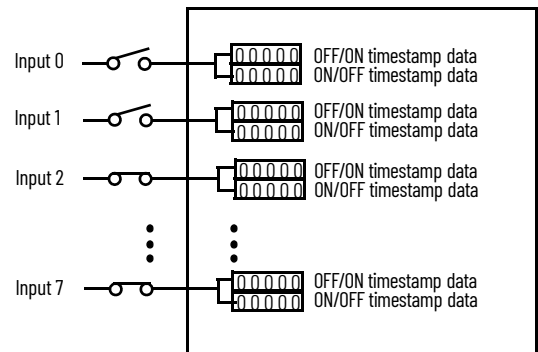 Input 0 00000 OFF/ON timestamp data
00000 ON/OFF timestamp data
Input 1 00000 OFF/ON timestamp data
00000 ON/OFF timestamp data
Input 2 00000 OFF/ON timestamp data
00000 ON/OFF timestamp data
Input 7 00000 OFF/ON timestamp data
00000 ON/OFF timestamp data